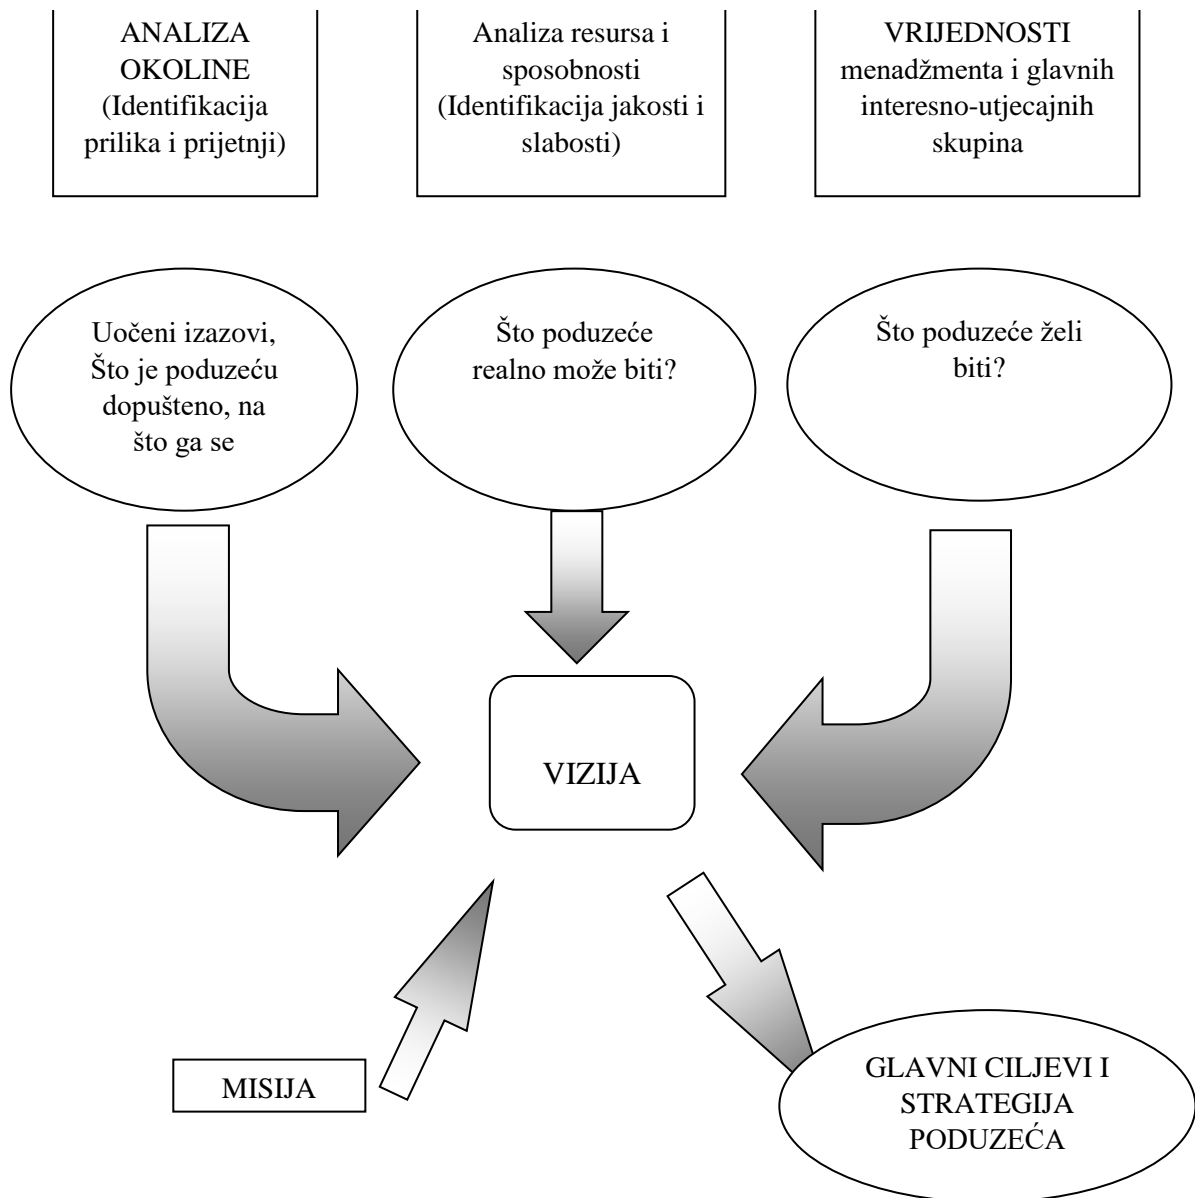 ANALIZA
OKOLINE
(Identifikacija
prilika i prijetnji)
Analiza resursa i
sposobnosti
(Identifikacija jakosti i
slabosti)
VRIJEDNOSTI
menadžmenta i glavnih
interesno-utjecajnih
skupina
Uočeni izazovi,
Što je poduzeću
dopušteno, na
što ga se
Što poduzeće
realno može biti?
Što poduzeće želi
biti?
VIZIJA
MISIJA
GLAVNI CILJEVI I
STRATEGIJA
PODUZEĆA